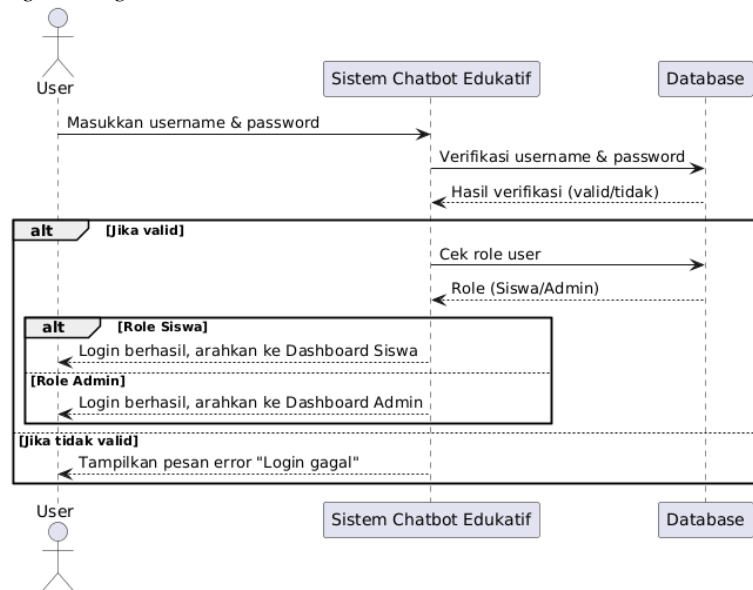 User
Sistem Chatbot Edukatif
Database
Masukkan username & password
Verifikasi username & password
Hasil verifikasi (valid/tidak)
alt [Jika valid]
Cek role user
Role (Siswa/Admin)
alt [Role Siswa]
Login berhasil, arahkan ke Dashboard Siswa
[Role Admin]
Login berhasil, arahkan ke Dashboard Admin
[Jika tidak valid]
Tampilkan pesan error "Login gagal"
User
Sistem Chatbot Edukatif
Database